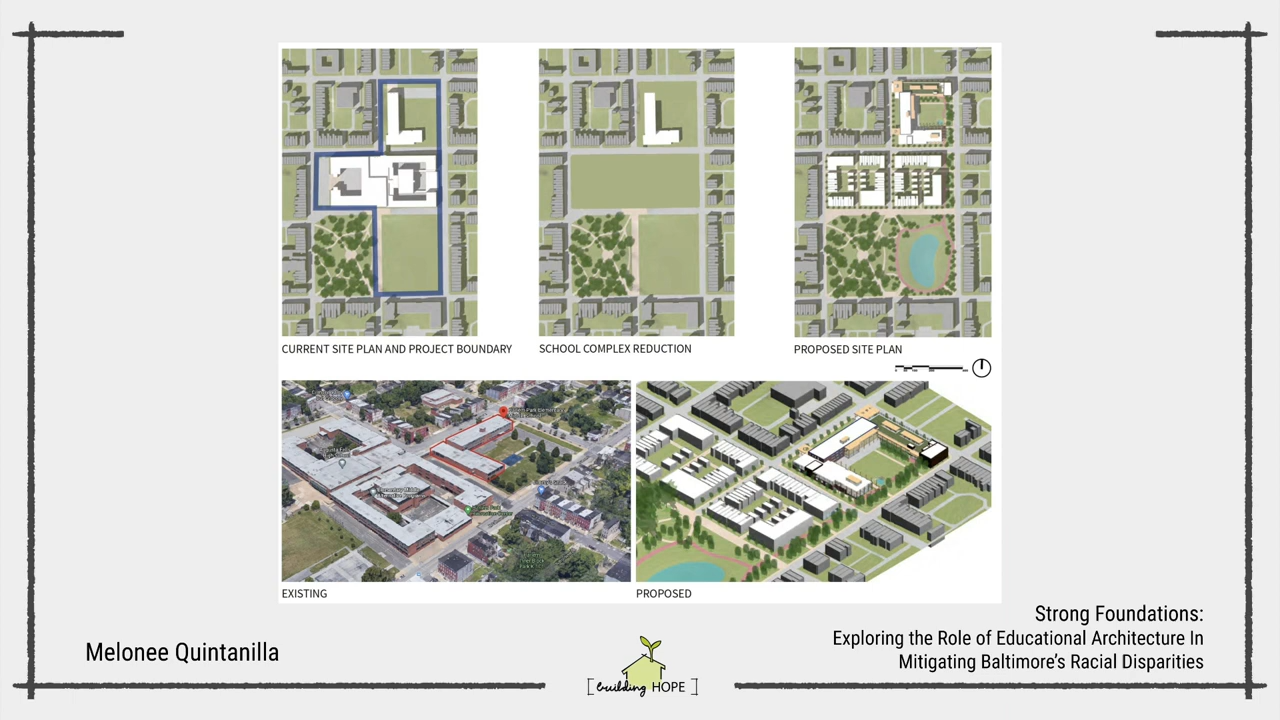 CURRENT SITE PLAN AND PROJECT BOUNDARY
SCHOOL COMPLEX REDUCTION
PROPOSED SITE PLAN
EXISTING
PROPOSED
Melonee Quintanilla
[building HOPE]
Strong Foundations:
Exploring the Role of Educational Architecture In
Mitigating Baltimore's Racial Disparities